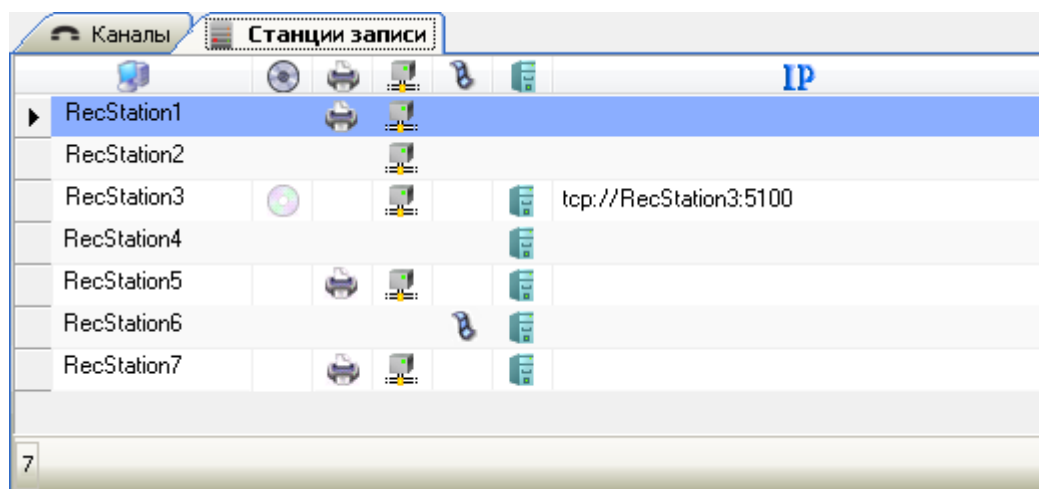 Каналы Станции записи
IP
RecStation1
RecStation2
RecStation3 tcp://RecStation3:5100
RecStation4
RecStation5
RecStation6
RecStation7
7